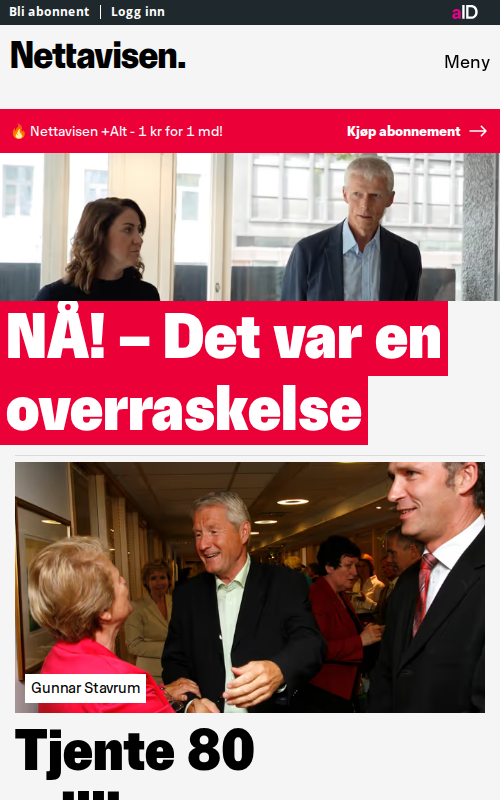 Bli abonnent | Logg inn
aID
Nettavisen.
Meny
🔥 Nettavisen +Alt - 1 kr for 1 md!
Kjøp abonnement →
NÅ! – Det var en
overraskelse
Gunnar Stavrum
Tjente 80